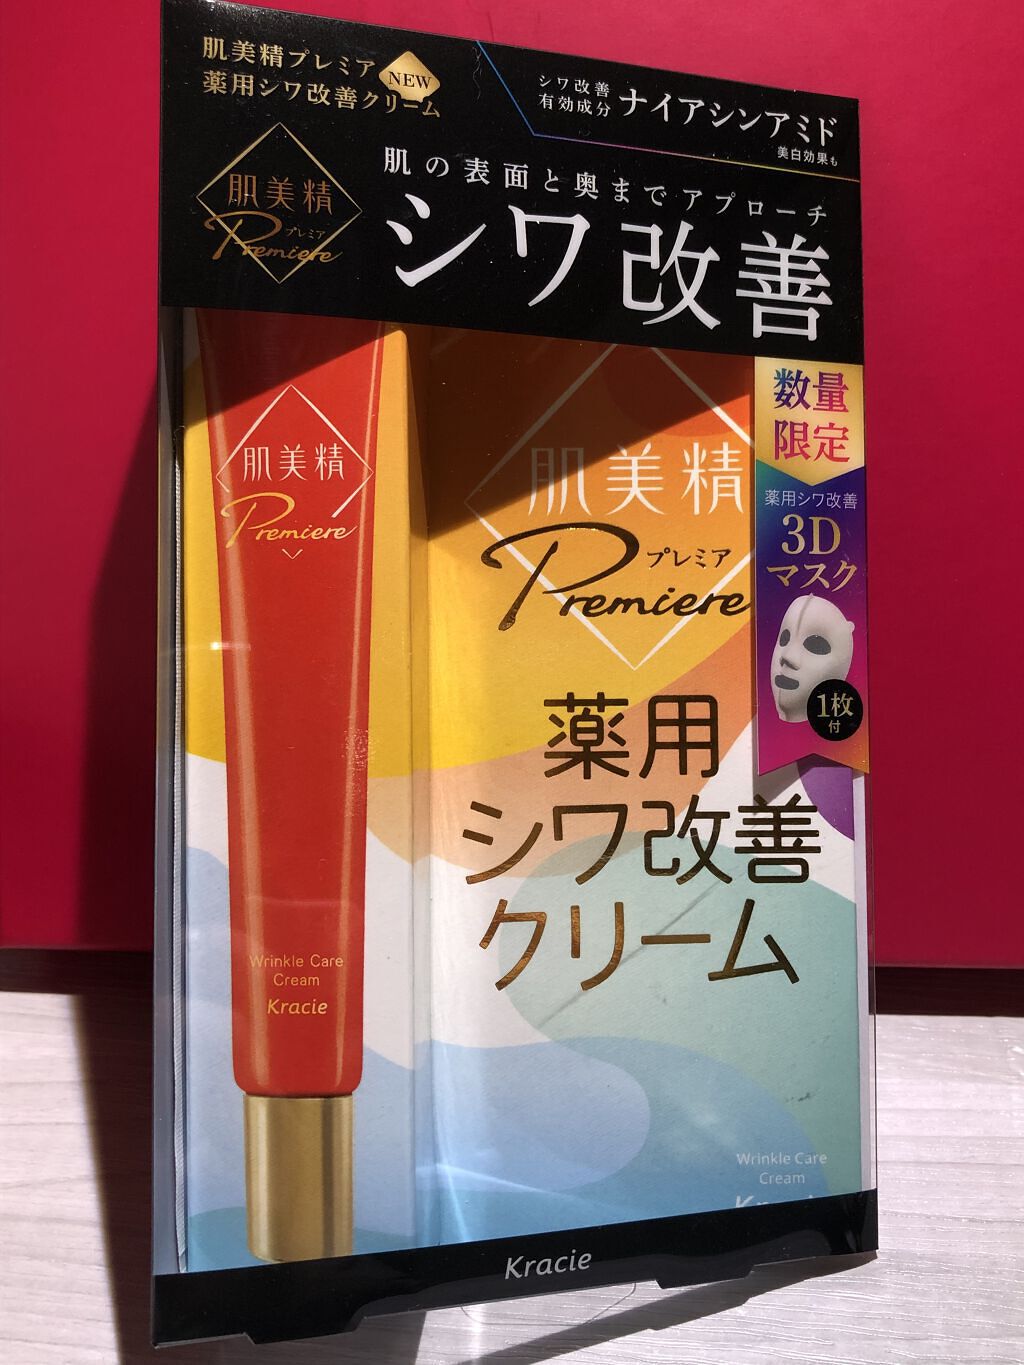 肌美精プレミア
薬用シワ改善クリーム
NEW
シワ改善
有効成分
ナイアシンアミド
美白効果も
肌の表面と奥までアプローチ
シワ改善
肌美精
プレミア
Premiere
数量
限定
薬用シワ改善
3D
マスク
1枚
付
肌美精
Premiere
Wrinkle Care
Cream
Kracie
肌美精
プレミア
Premiere
薬用
シワ改善
クリーム
Wrinkle Care
Cream
Kracie